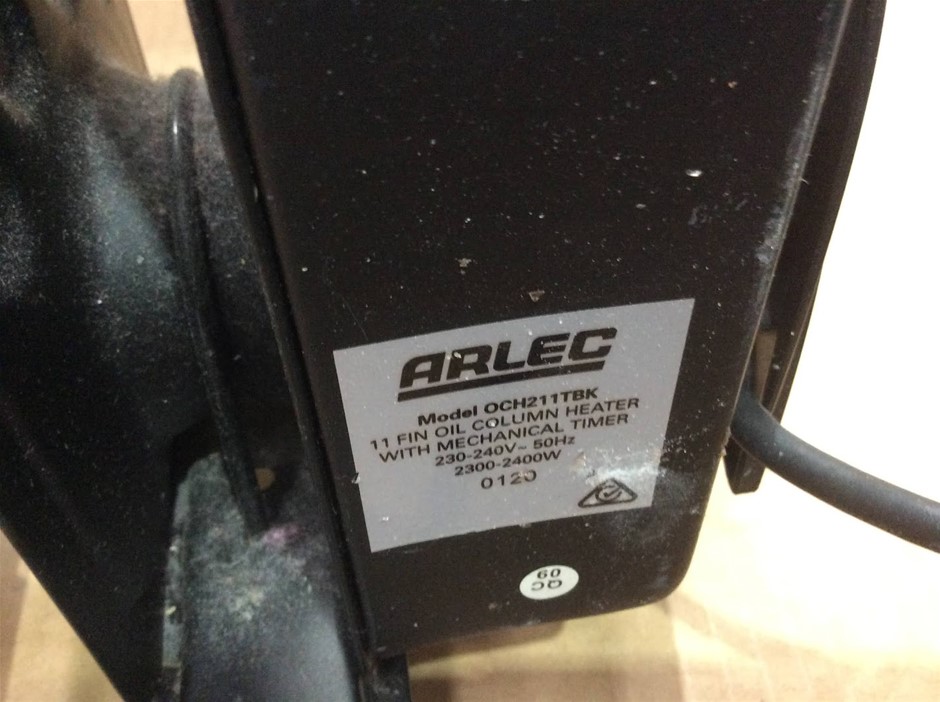 ARLEC
Model OCH211TBK
11 FIN OIL COLUMN HEATER
WITH MECHANICAL TIMER
230-240V~ 50Hz
2300-2400W
0120
QC
09